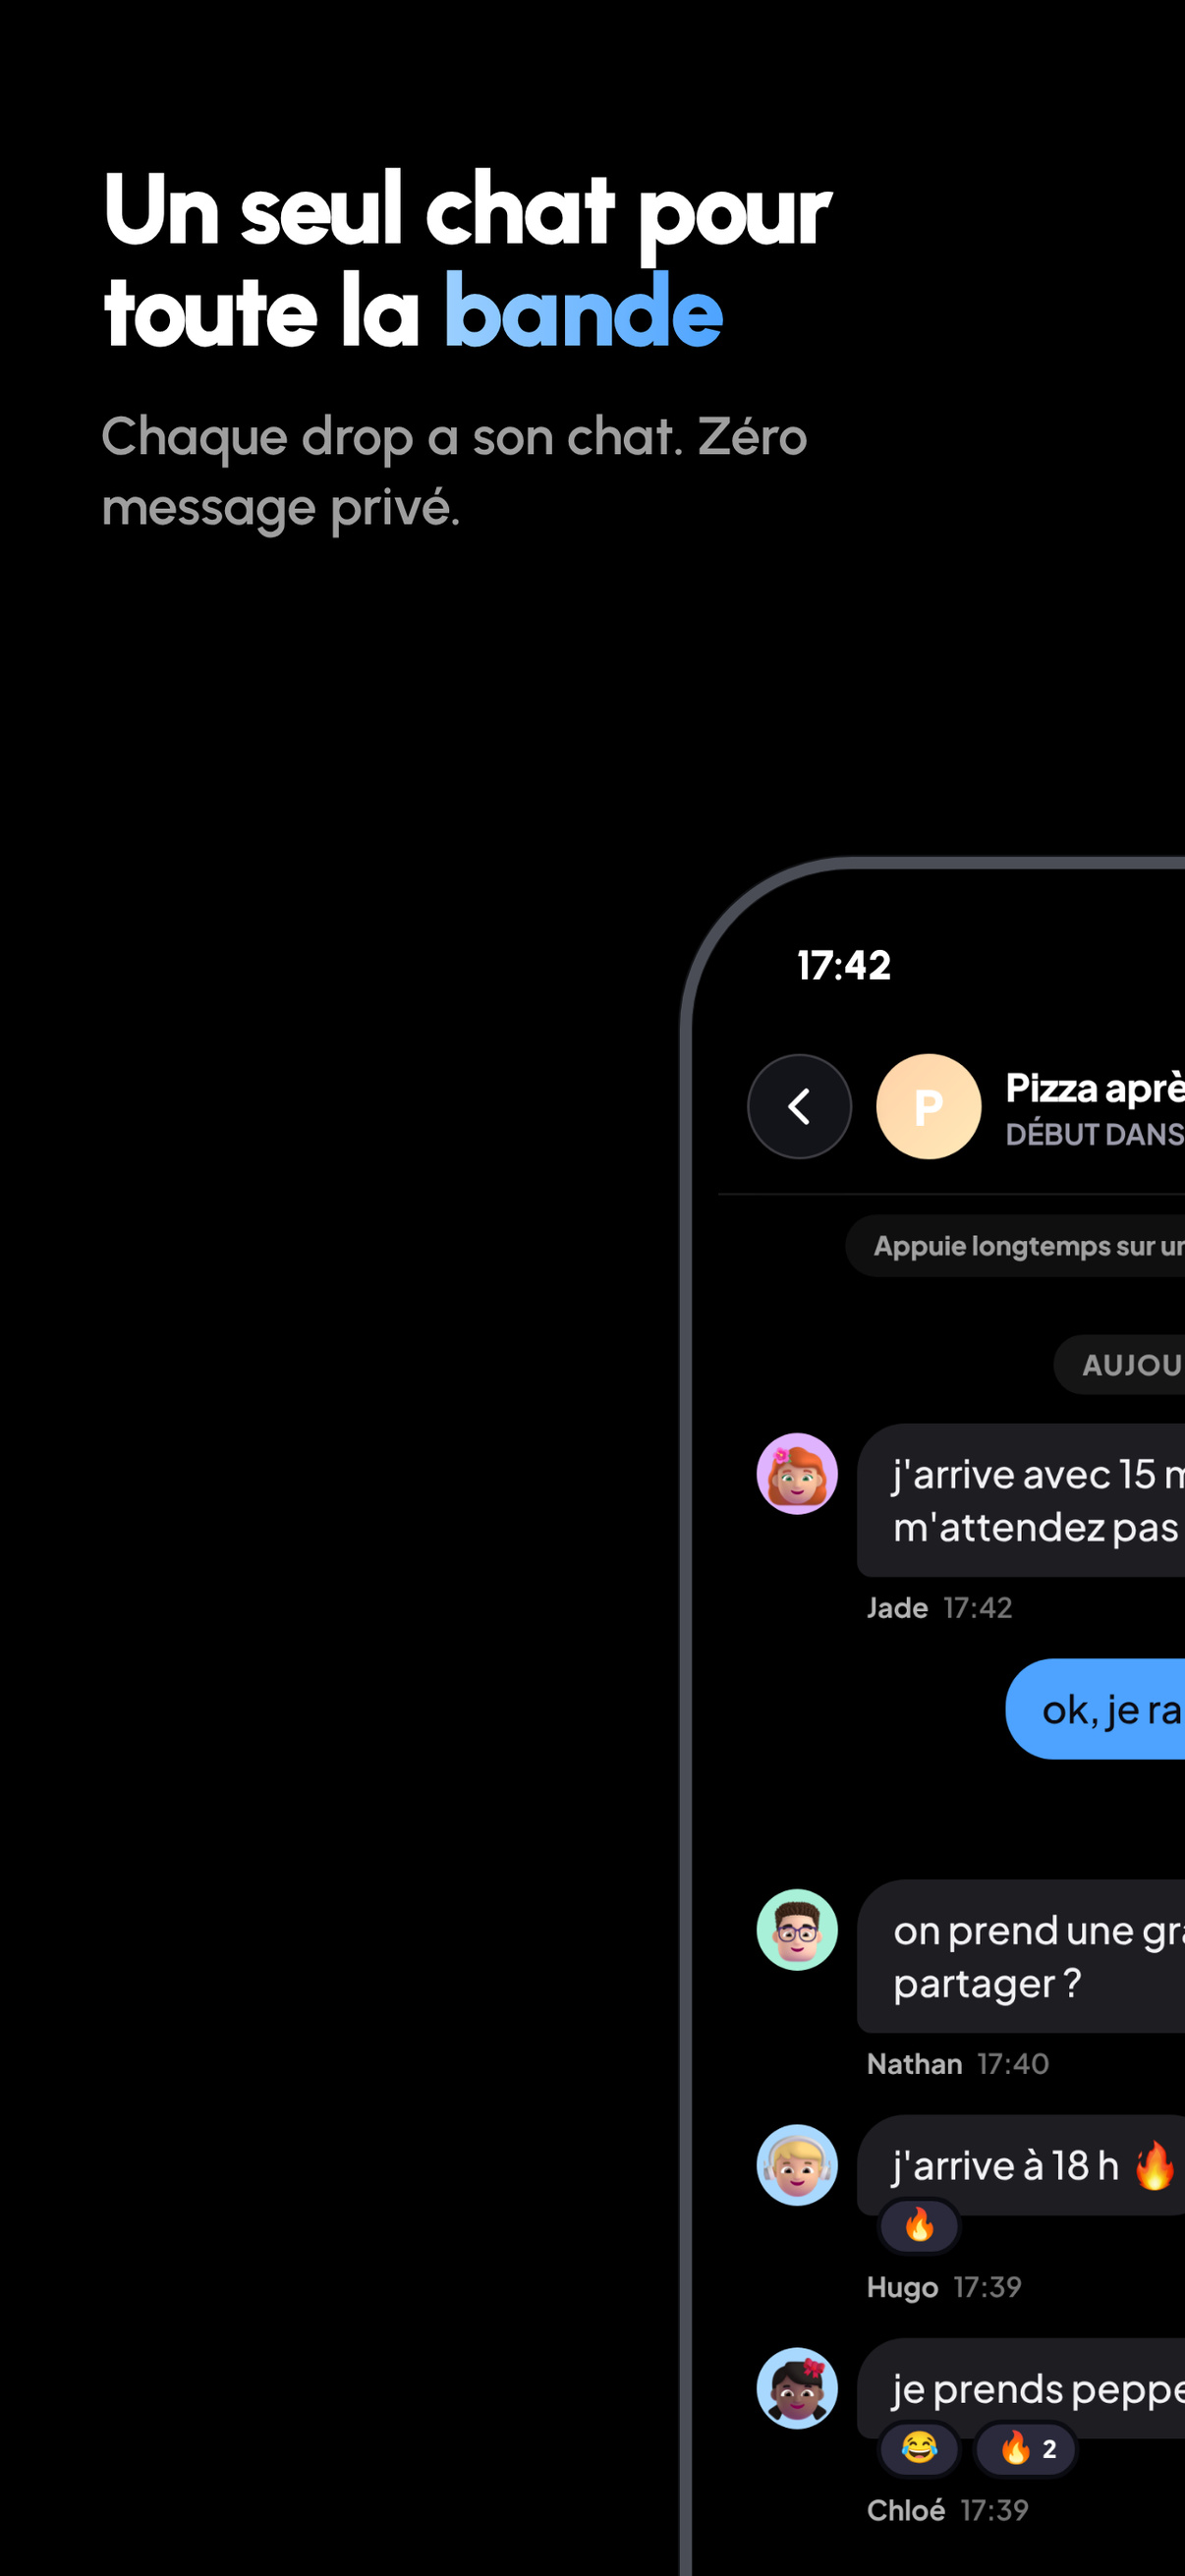 Un seul chat pour
toute la bande
Chaque drop a son chat. Zéro
message privé.
17:42
P
Pizza aprè
DÉBUT DANS
Appuie longtemps sur un
AUJOU
j'arrive avec 15 m
m'attendez pas
Jade 17:42
ok, je ra
on prend une gra
partager ?
Nathan 17:40
j'arrive à 18 h 🔥
🔥
Hugo 17:39
je prends peppe
😂 🔥 2
Chloé 17:39